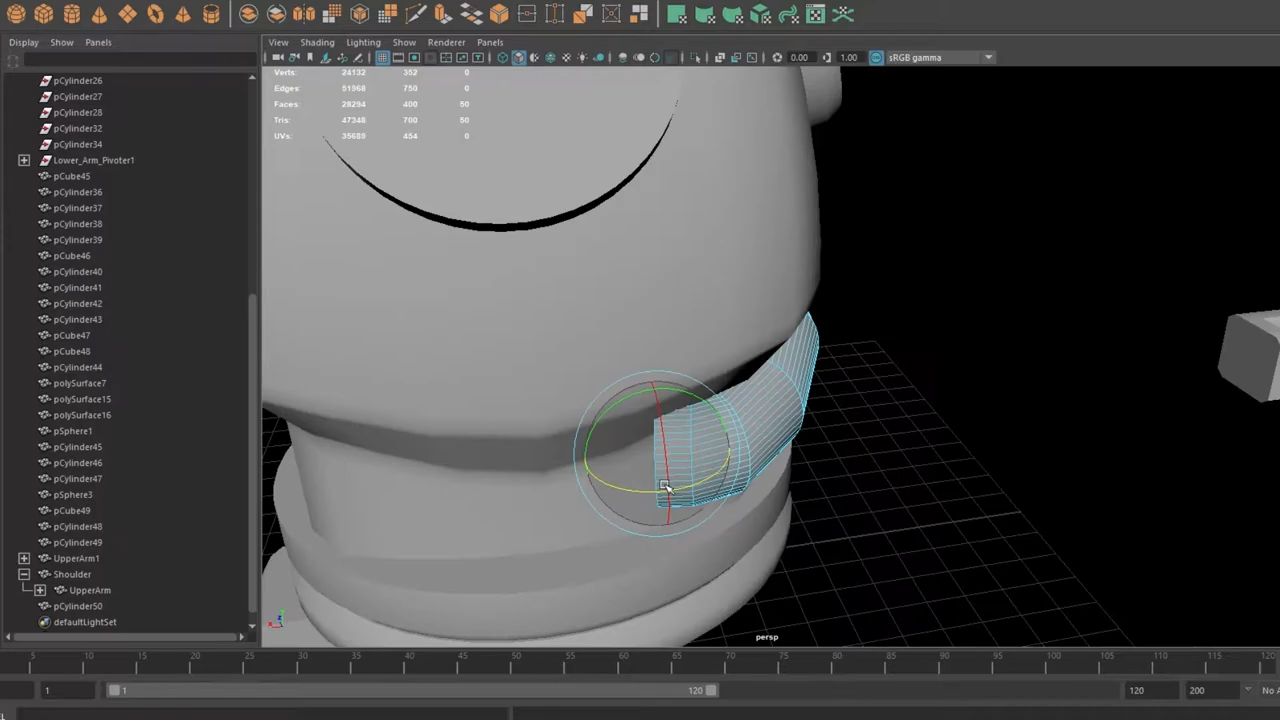 Display Show Panels
View Shading Lighting Show Renderer Panels
0.00 1.00 sRGB gamma
pCylinder26
pCylinder27
pCylinder28
pCylinder32
pCylinder34
Lower_Arm_Pivoter1
pCube45
pCylinder36
pCylinder37
pCylinder38
pCylinder39
pCube46
pCylinder40
pCylinder41
pCylinder42
pCylinder43
pCube47
pCube48
pCylinder44
polySurface7
polySurface15
polySurface16
pSphere1
pCylinder45
pCylinder46
pCylinder47
pSphere3
pCube49
pCylinder48
pCylinder49
UpperArm1
Shoulder
UpperArm
pCylinder50
defaultLightSet
Verts: 24132 352 0
Edges: 51968 750 0
Faces: 28294 400 50
Tris: 47348 700 50
UVs: 35689 454 0
persp
5 10 15 20 25 30 35 40 45 50 55 60 65 70 75 80 85 90 95 100 105 110 115 120
1 1 120 120 200